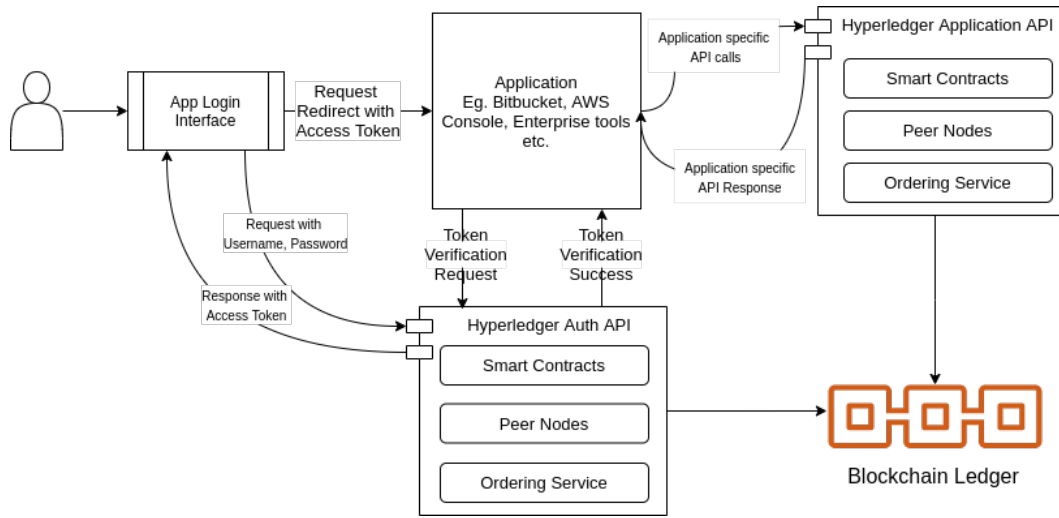 App Login
Interface
Request
Redirect with
Access Token
Application
Eg. Bitbucket, AWS
Console, Enterprise tools
etc.
Application specific
API calls
Application specific
API Response
Hyperledger Application API
Smart Contracts
Peer Nodes
Ordering Service
Request with
Username, Password
Response with
Access Token
Token
Verification
Request
Token
Verification
Success
Hyperledger Auth API
Smart Contracts
Peer Nodes
Ordering Service
Blockchain Ledger